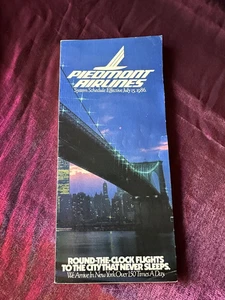 PIEDMONT
AIRLINES
System Schedule Effective July 15, 1986
ROUND-THE-CLOCK FLIGHTS
TO THE CITY THAT NEVER SLEEPS.
We Arrive In New York Over 150 Times A Day.